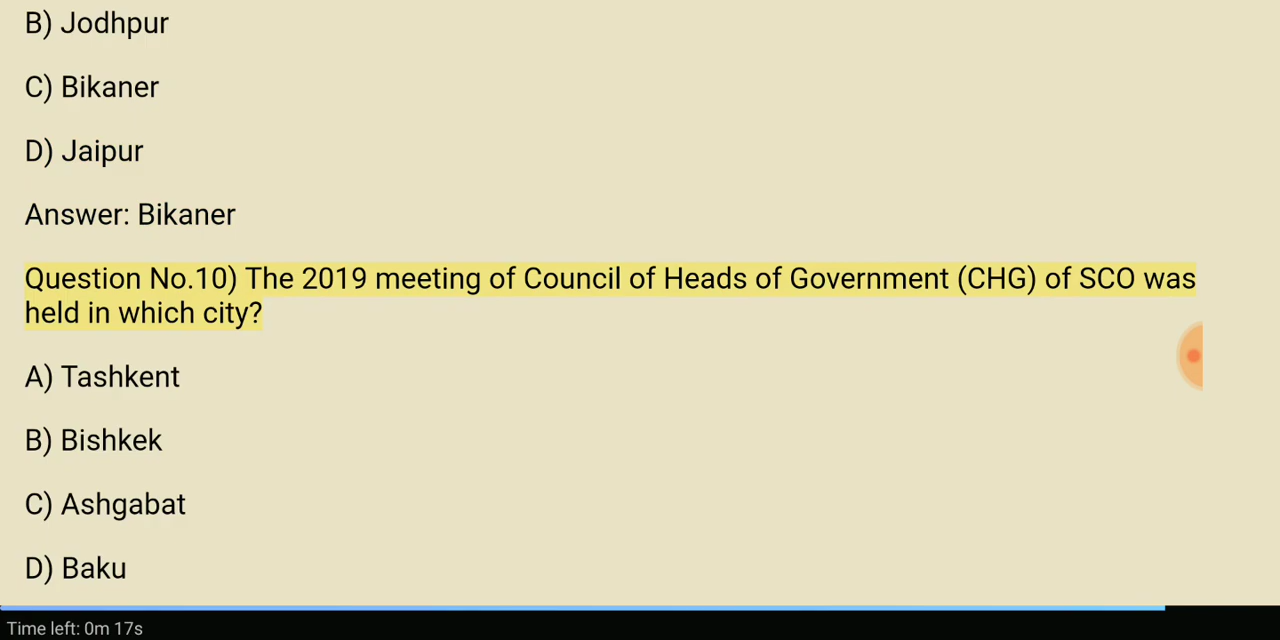 B) Jodhpur
C) Bikaner
D) Jaipur
Answer: Bikaner
Question No.10) The 2019 meeting of Council of Heads of Government (CHG) of SCO was
held in which city?
A) Tashkent
B) Bishkek
C) Ashgabat
D) Baku
Time left: 0m 17s